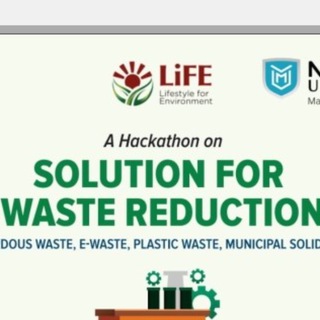 LiFE
Lifestyle for
Environment
A Hackathon on
SOLUTION FOR
WASTE REDUCTION
DOUS WASTE, E-WASTE, PLASTIC WASTE, MUNICIPAL SOLID